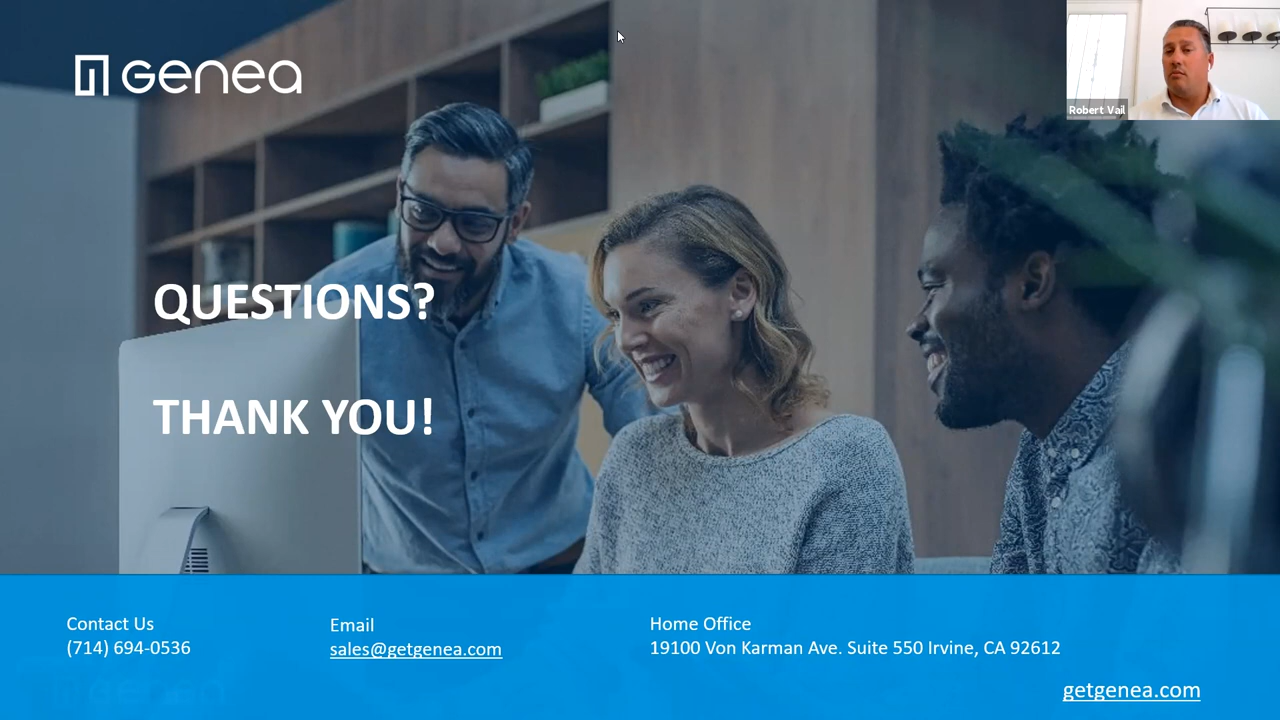 GENEA
Robert Vail
QUESTIONS?
THANK YOU!
Contact Us
(714) 694-0536
Email
sales@getgenea.com
Home Office
19100 Von Karman Ave. Suite 550 Irvine, CA 92612
getgenea.com